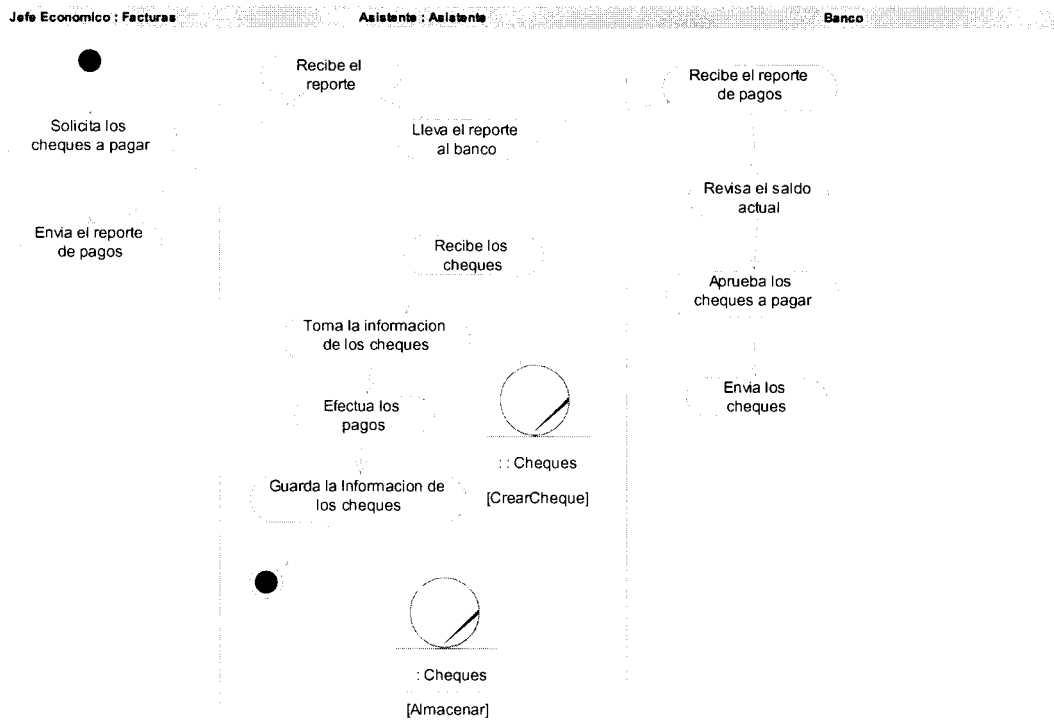 Jefe Economico : Facturas
Asistente : Asistente
Banco
Recibe el
reporte
Recibe el reporte
de pagos
Solicita los
cheques a pagar
Lleva el reporte
al banco
Revisa el saldo
actual
Envia el reporte
de pagos
Recibe los
cheques
Aprueba los
cheques a pagar
Toma la informacion
de los cheques
Envia los
cheques
Efectua los
pagos
: : Cheques
[CrearCheque]
Guarda la Informacion de
los cheques
: Cheques
[Almacenar]